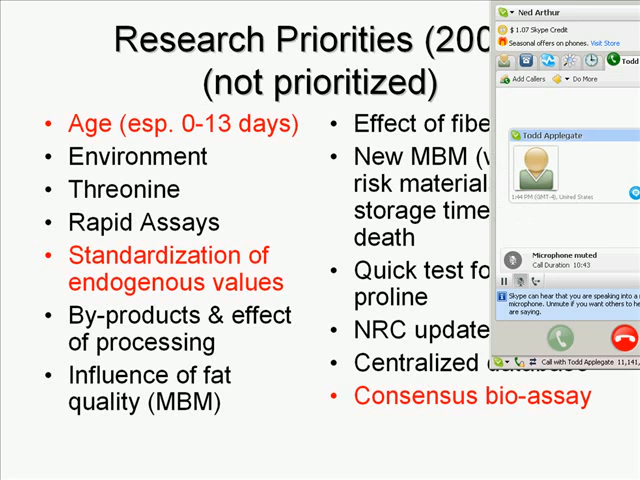 Research Priorities (200
(not prioritized)
• Age (esp. 0-13 days)
• Environment
• Threonine
• Rapid Assays
• Standardization of
endogenous values
• By-products & effect
of processing
• Influence of fat
quality (MBM)
• Effect of fibe
• New MBM (v
risk material
storage time
death
• Quick test fo
proline
• NRC update
• Centralized database
• Consensus bio-assay
Ned Arthur
$ 1.07 Skype Credit
Seasonal offers on phones. Visit Store
Todd
Add Callers Do More
Todd Applegate
1:44 PM (GMT-4), United States
Microphone muted
Call Duration 10:43
Skype can hear that you are speaking into a
microphone. Unmute if you want others to he
are saying.
Call with Todd Applegate 11,141,